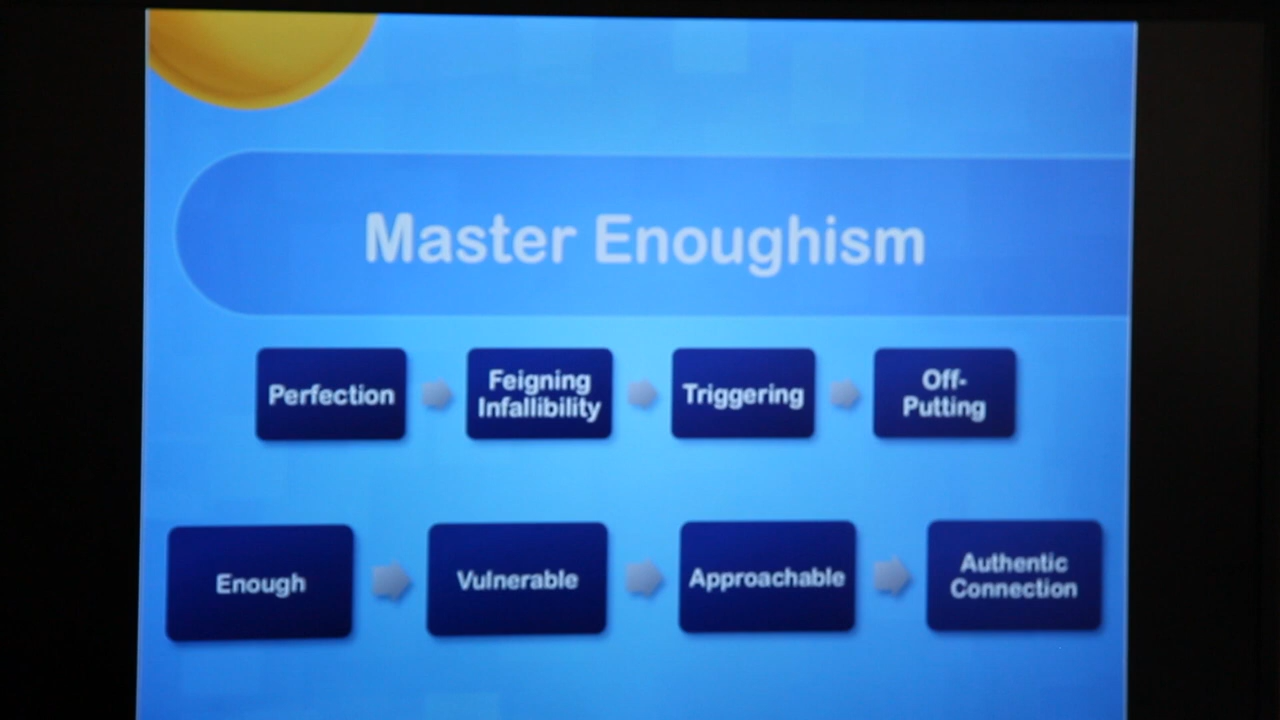 Master Enoughism
Perfection
Feigning
Infallibility
Triggering
Off-
Putting
Enough
Vulnerable
Approachable
Authentic
Connection